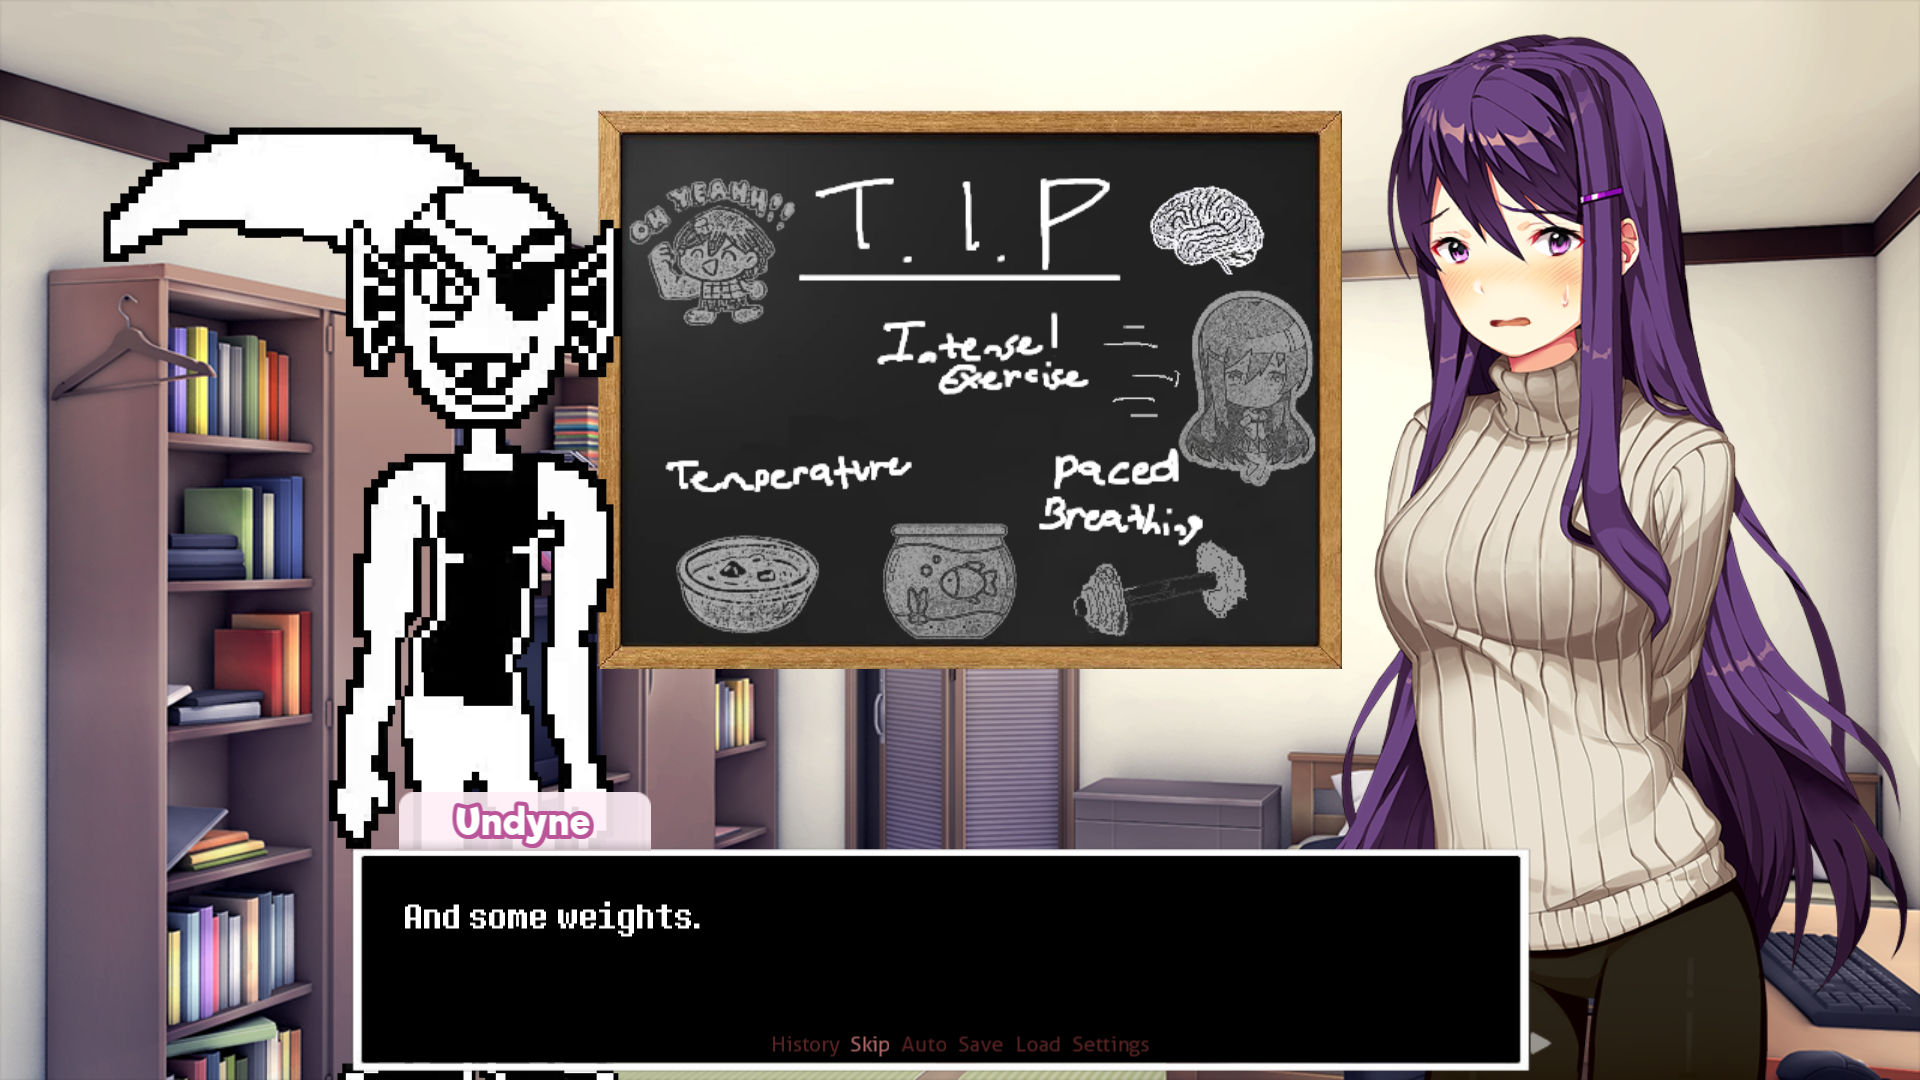 OH YEAHH!!
T.I.P
Intense!
Exercise
Temperature
Paced
Breathing
Undyne
And some weights.
History Skip Auto Save Load Settings